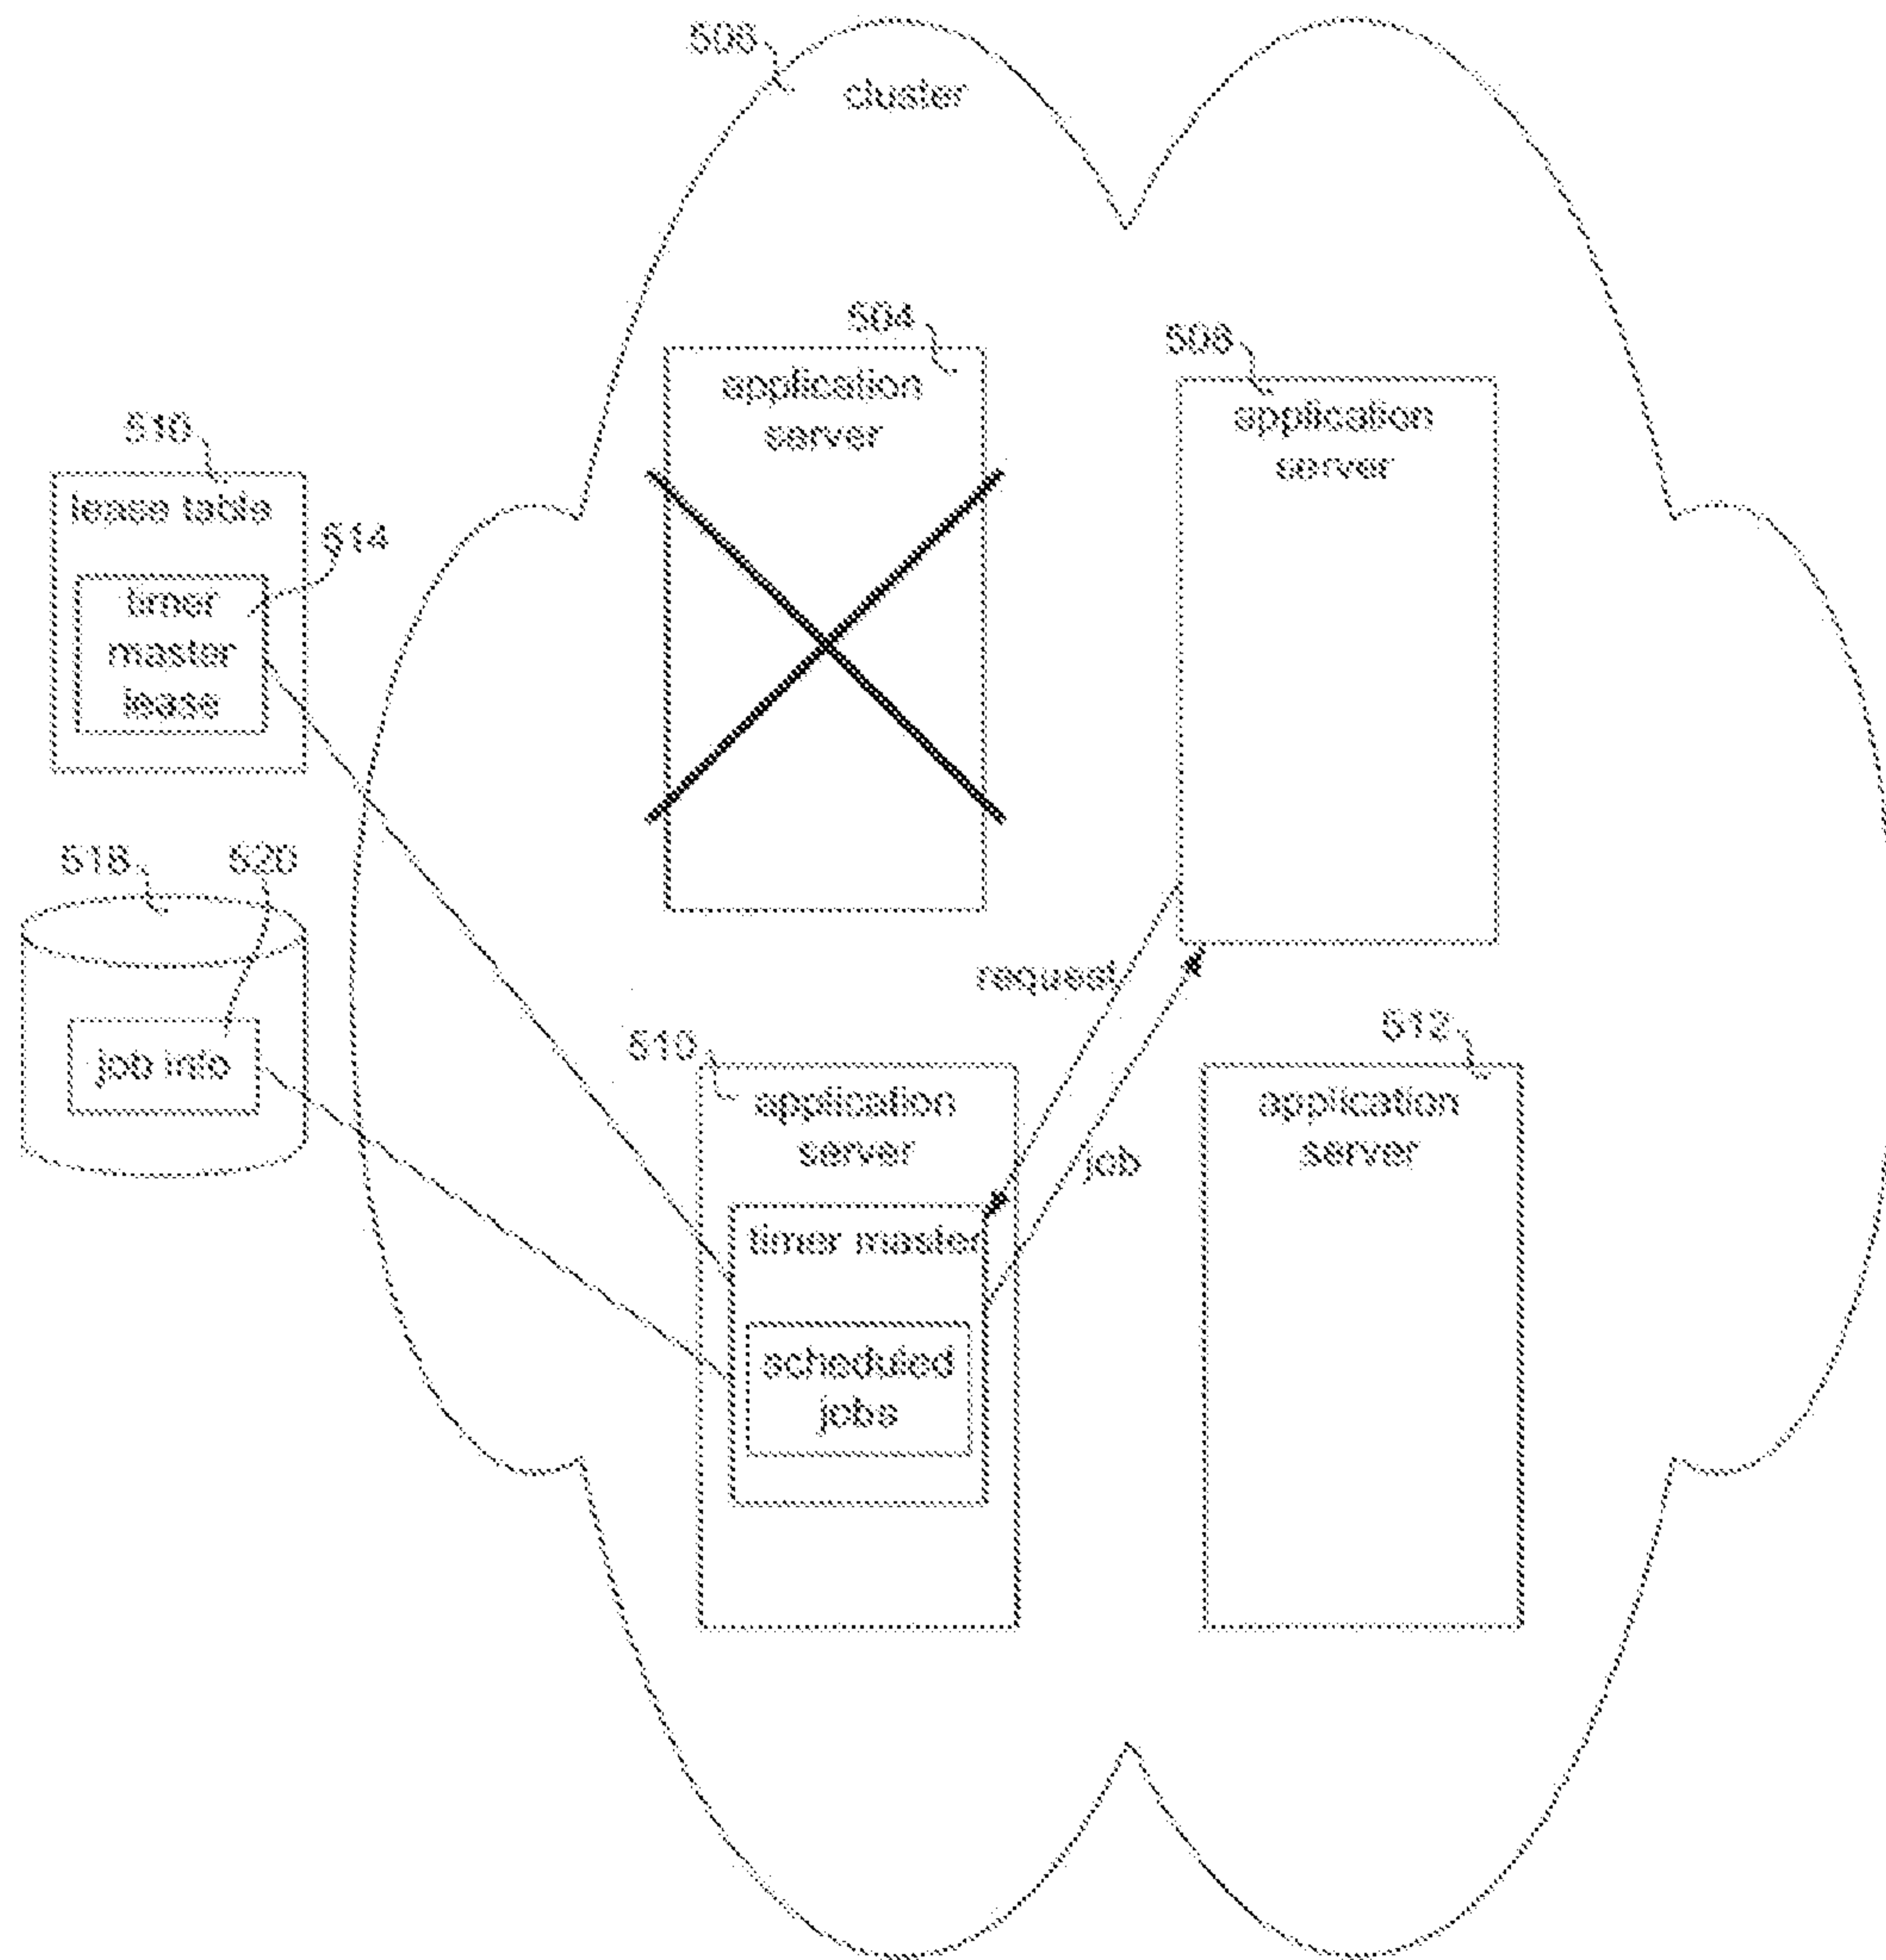 506
cluster
504
application
server
508
application
server
516
lease table
514
timer
master
lease
518
520
job info
request
job
510
application
server
timer master
scheduled
jobs
512
application
server